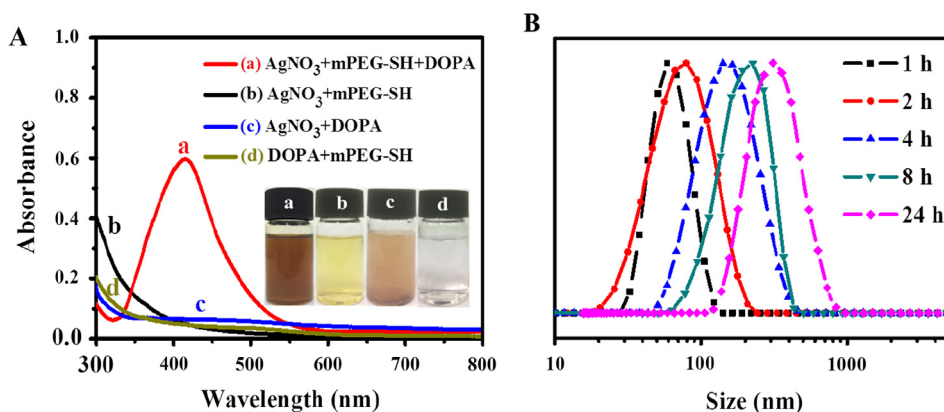 A
1.0
0.8
0.6
0.4
0.2
0.0
Absorbance
300 400 500 600 700 800
Wavelength (nm)
(a) AgNO₃+mPEG-SH+DOPA
(b) AgNO₃+mPEG-SH
(c) AgNO₃+DOPA
(d) DOPA+mPEG-SH
a
b
d
c
a b c d
B
1 h
2 h
4 h
8 h
24 h
10 100 1000
Size (nm)